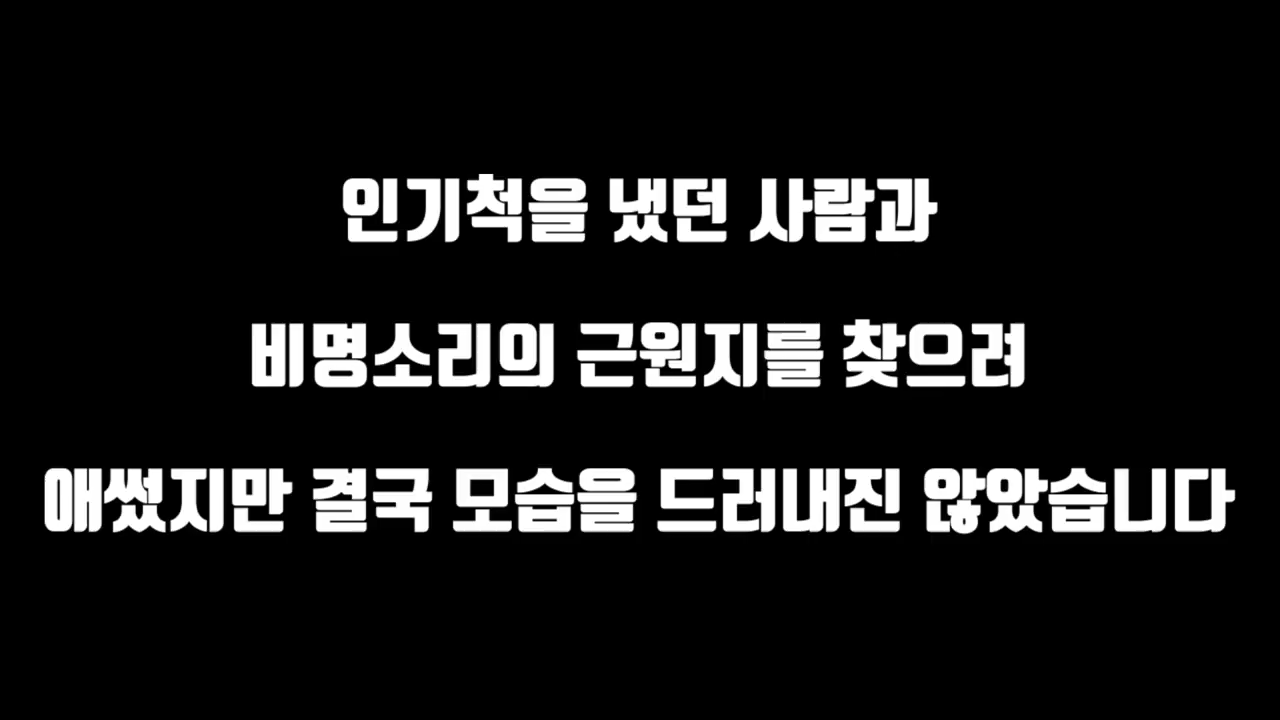 인기척을 냈던 사람과
비명소리의 근원지를 찾으려
애썼지만 결국 모습을 드러내진 않았습니다